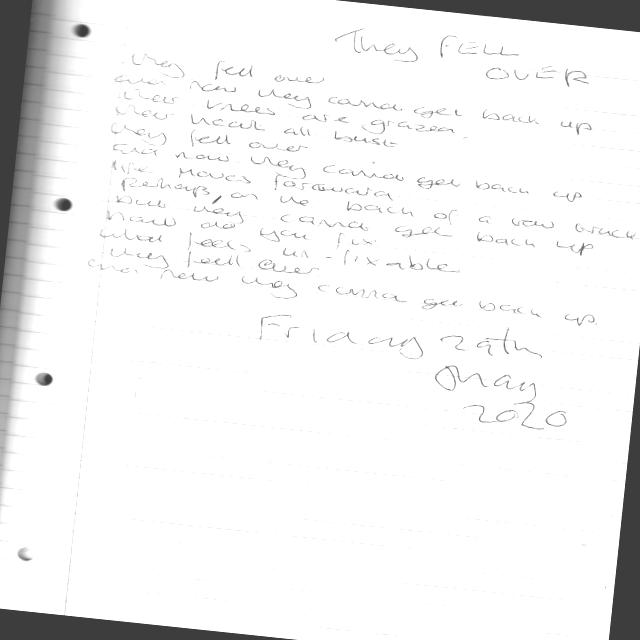 They FELL
OVER
they fell over
and now they cannot get back up
their knees are grazed.
their heart all bust
they fell over
and now they cannot get back up
life moves forward
perhaps, on the back of a tow truck
but they cannot get back up
how do you fix
what feels un-fixable
they fell over
and now they cannot get back up.
Friday 29th
May
2020